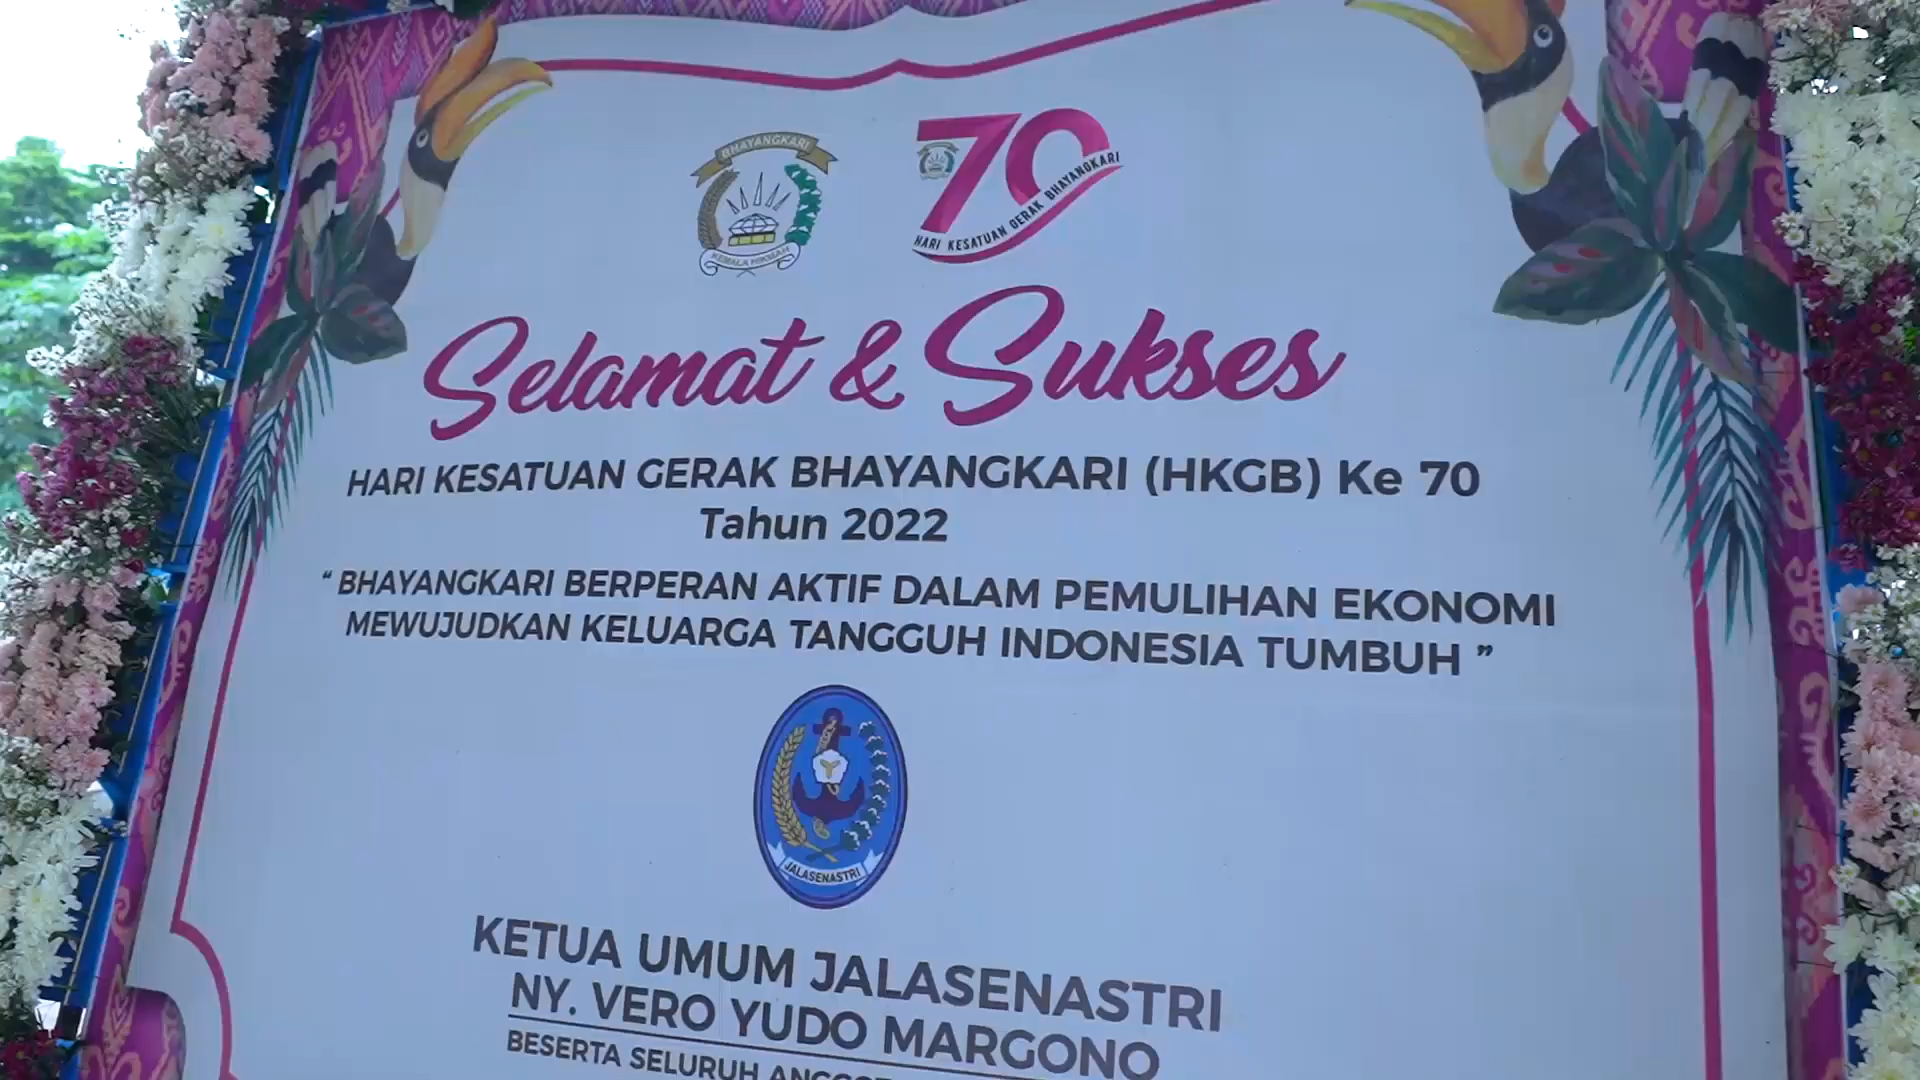 BHAYANGKARI
KEMALA HIKMAH
70
HARI KESATUAN GERAK BHAYANGKARI
Selamat & Sukses
HARI KESATUAN GERAK BHAYANGKARI (HKGB) Ke 70
Tahun 2022
“ BHAYANGKARI BERPERAN AKTIF DALAM PEMULIHAN EKONOMI
MEWUJUDKAN KELUARGA TANGGUH INDONESIA TUMBUH ”
JALASENASTRI
KETUA UMUM JALASENASTRI
NY. VERO YUDO MARGONO
BESERTA SELURUH